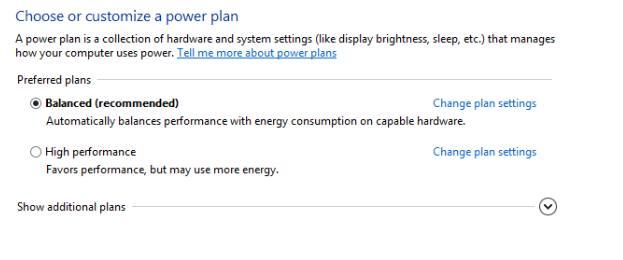 Choose or customize a power plan
A power plan is a collection of hardware and system settings (like display brightness, sleep, etc.) that manages
how your computer uses power. Tell me more about power plans
Preferred plans
Balanced (recommended) Change plan settings
Automatically balances performance with energy consumption on capable hardware.
High performance Change plan settings
Favors performance, but may use more energy.
Show additional plans